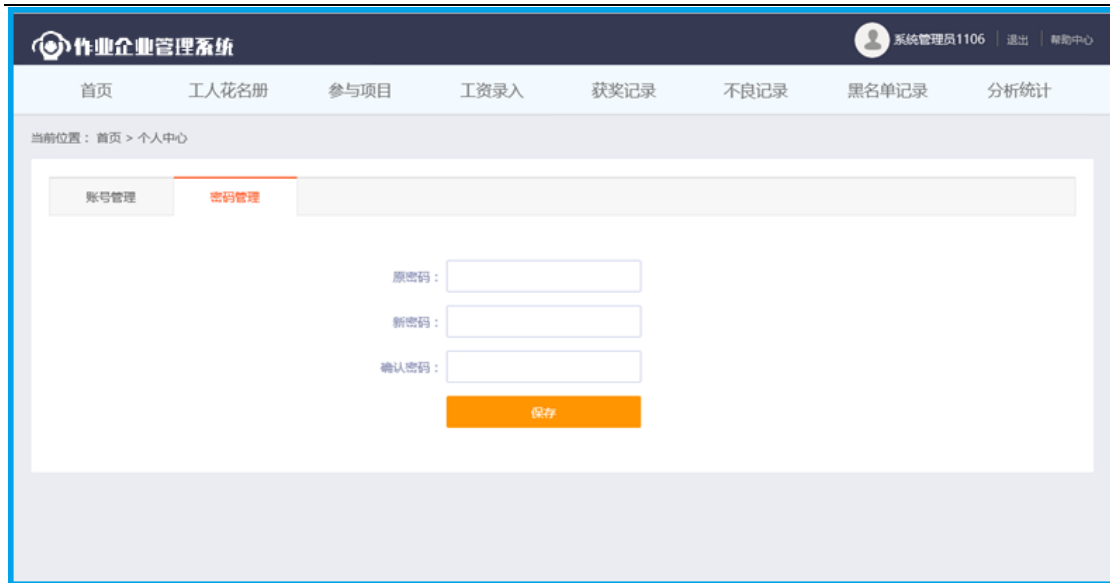 作业企业管理系统
系统管理员1106 | 退出 | 帮助中心
首页 工人花名册 参与项目 工资录入 获奖记录 不良记录 黑名单记录 分析统计
当前位置：首页 > 个人中心
账号管理 密码管理
原密码：
新密码：
确认密码：
保存